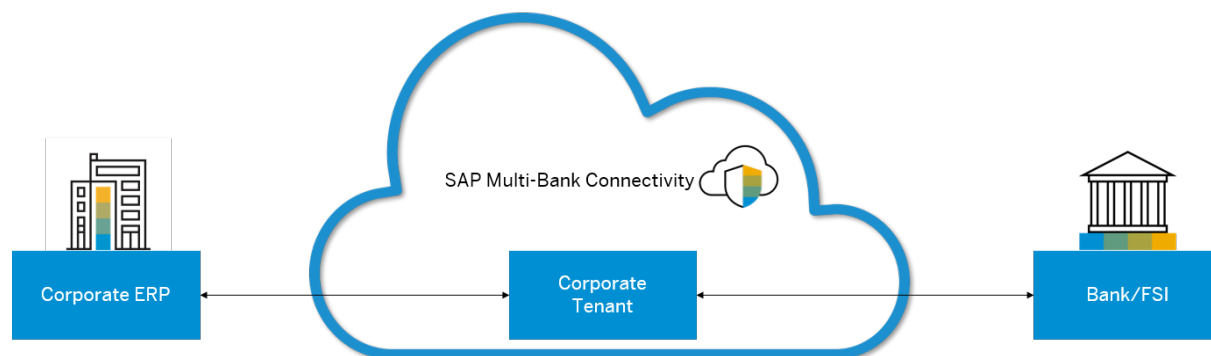 SAP Multi-Bank Connectivity
Corporate ERP
Corporate
Tenant
Bank/FSI